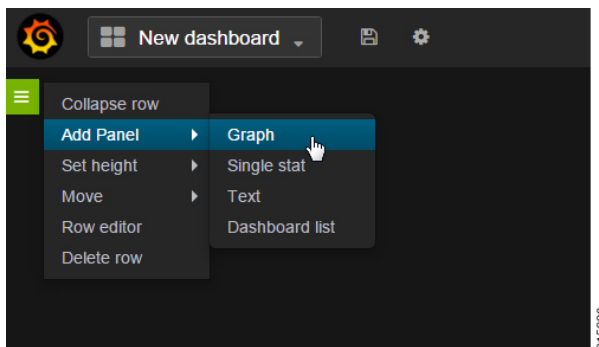 New dashboard
Collapse row
Add Panel
Graph
Set height
Single stat
Move
Text
Row editor
Dashboard list
Delete row